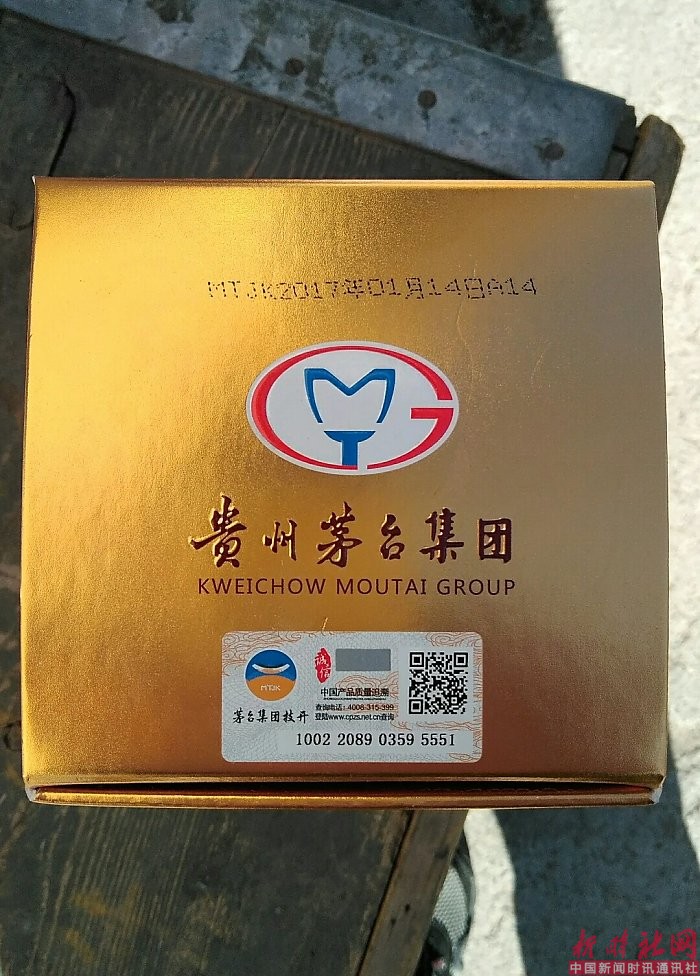 MTJK2017年01月14日A14
贵州茅台集团
KWEICHOW MOUTAI GROUP
MTJK
茅台集团技开
诚信
中国产品质量追溯
查询电话：4006-315-399
登陆www.cpzs.net.cn查询
1002 2089 0359 5551
中国新闻时讯通讯社